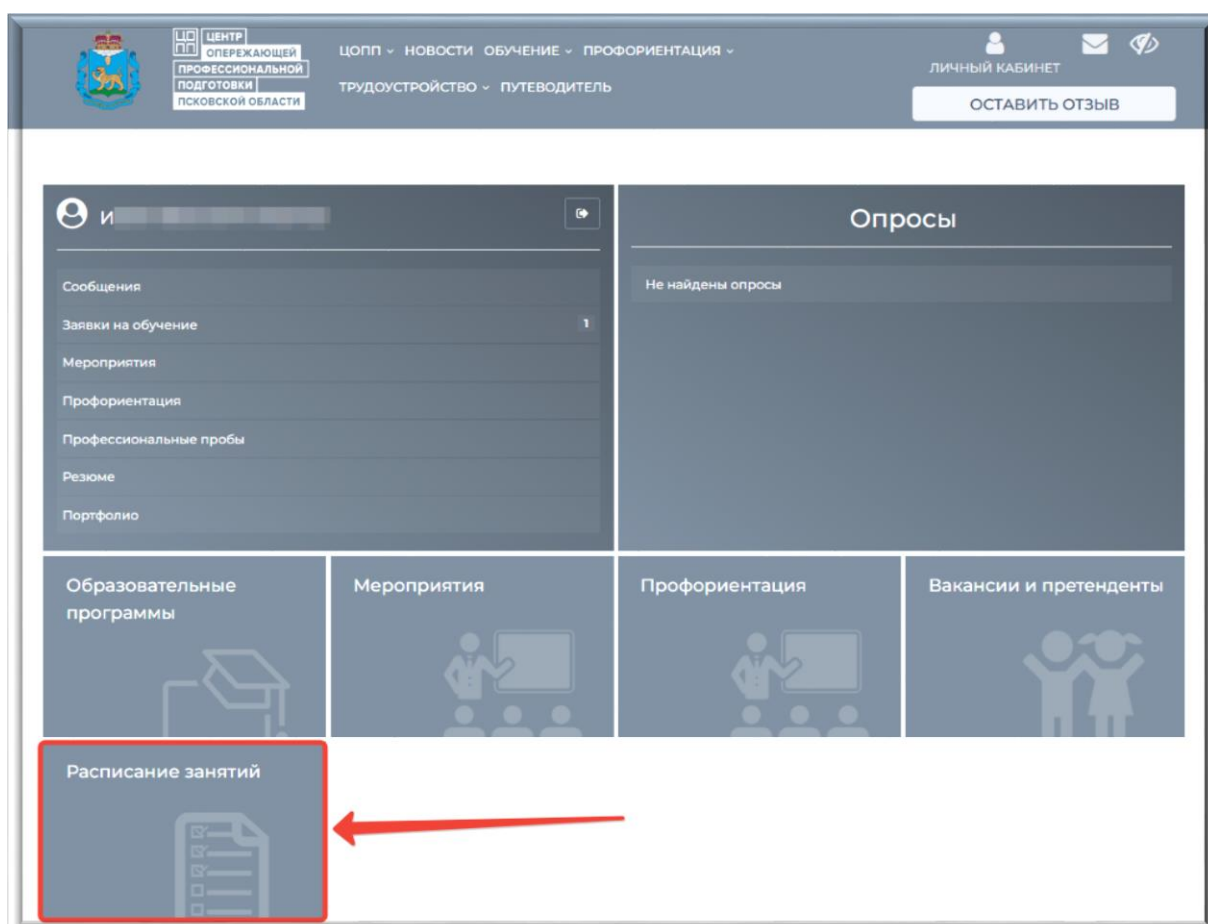 ЦО
ПП
ЦЕНТР
ОПЕРЕЖАЮЩЕЙ
ПРОФЕССИОНАЛЬНОЙ
ПОДГОТОВКИ
ПСКОВСКОЙ ОБЛАСТИ
ЦОПП НОВОСТИ ОБУЧЕНИЕ ПРОФОРИЕНТАЦИЯ
ТРУДОУСТРОЙСТВО ПУТЕВОДИТЕЛЬ
ЛИЧНЫЙ КАБИНЕТ
ОСТАВИТЬ ОТЗЫВ
И
Сообщения
Заявки на обучение 1
Мероприятия
Профориентация
Профессиональные пробы
Резюме
Портфолио
Опросы
Не найдены опросы
Образовательные
программы
Мероприятия
Профориентация
Вакансии и претенденты
Расписание занятий